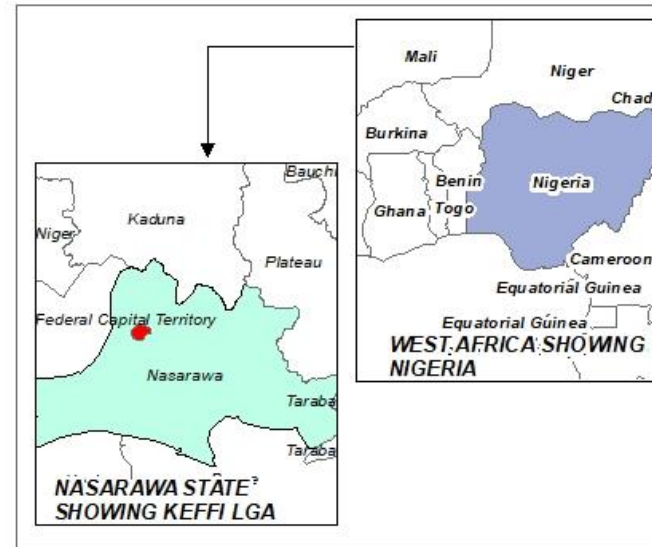 Mali
Niger
Chad
Burkina
Benin
Nigeria
Ghana
Togo
Cameroon
Equatorial Guinea
Equatorial Guinea
WEST AFRICA SHOWING
NIGERIA
Bauchi
Kaduna
Niger
Plateau
Federal Capital Territory
Nasarawa
Taraba
Taraba
NASARAWA STATE
SHOWING KEFFI LGA